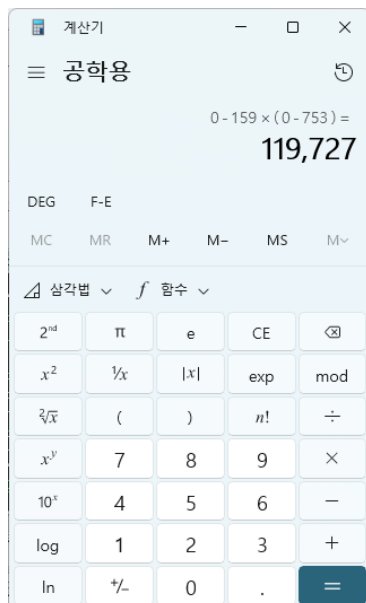 계산기
공학용
0 - 159 × ( 0 - 753 ) =
119,727
DEG F-E
MC MR M+ M− MS M˅
삼각법 f 함수
2ⁿᵈ π e CE
x² ¹/x |x| exp mod
²√x ( ) n! ÷
xʸ 7 8 9 ×
10ˣ 4 5 6 −
log 1 2 3 +
ln +/− 0 . =